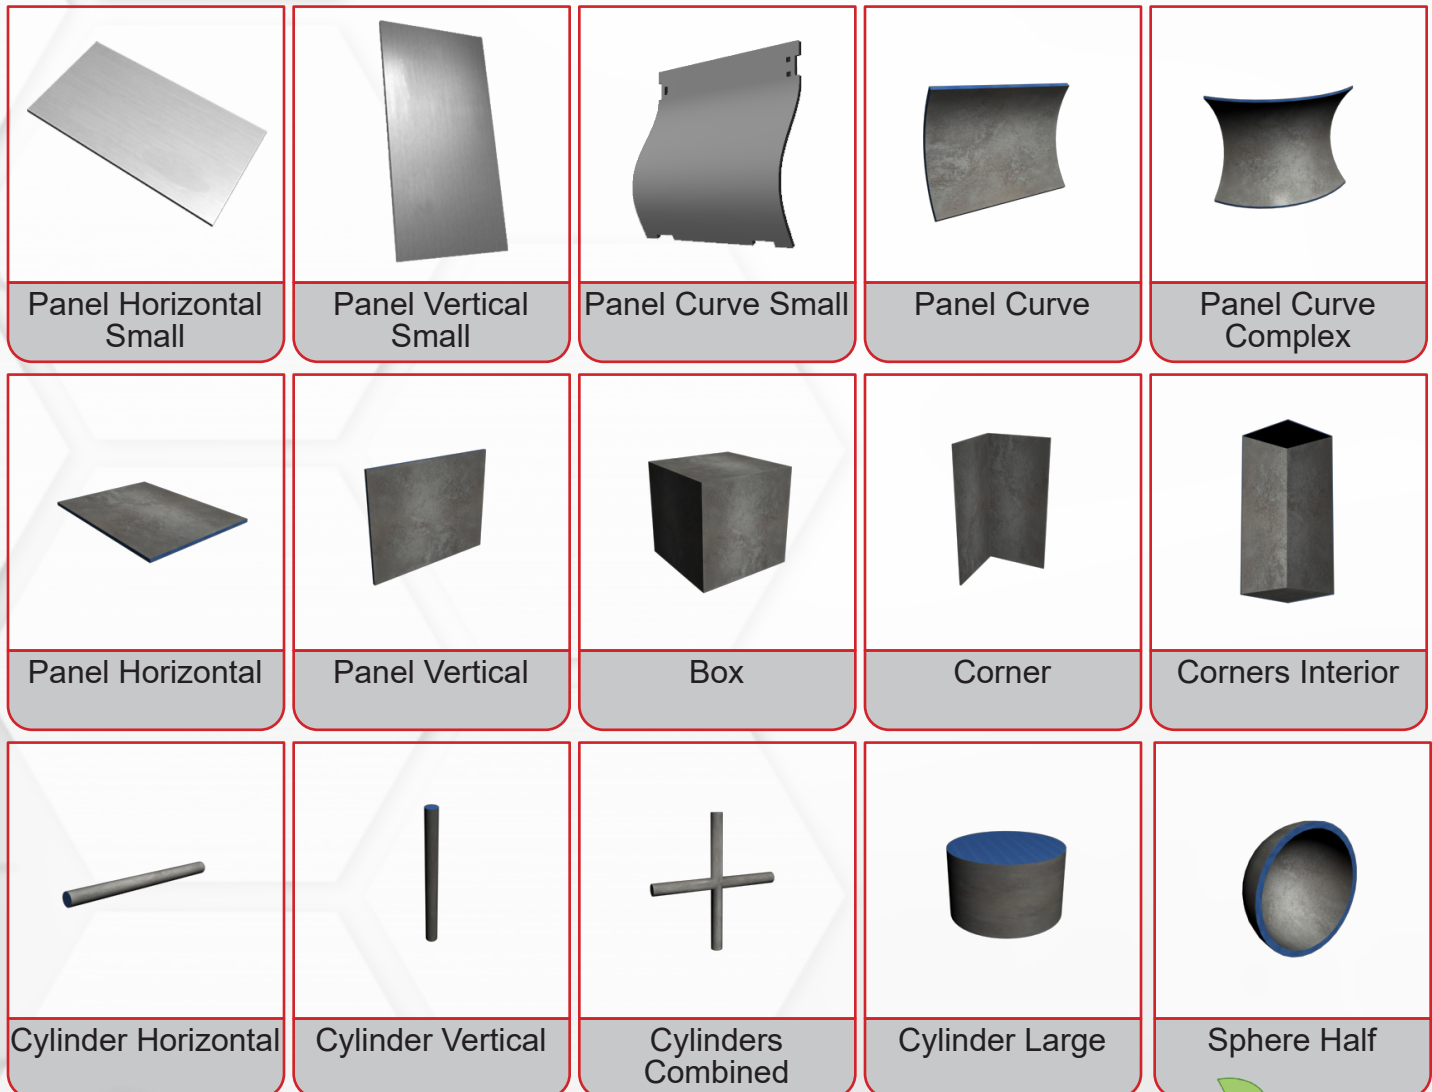 Panel Horizontal
Small
Panel Vertical
Small
Panel Curve Small
Panel Curve
Panel Curve
Complex
Panel Horizontal
Panel Vertical
Box
Corner
Corners Interior
Cylinder Horizontal
Cylinder Vertical
Cylinders
Combined
Cylinder Large
Sphere Half